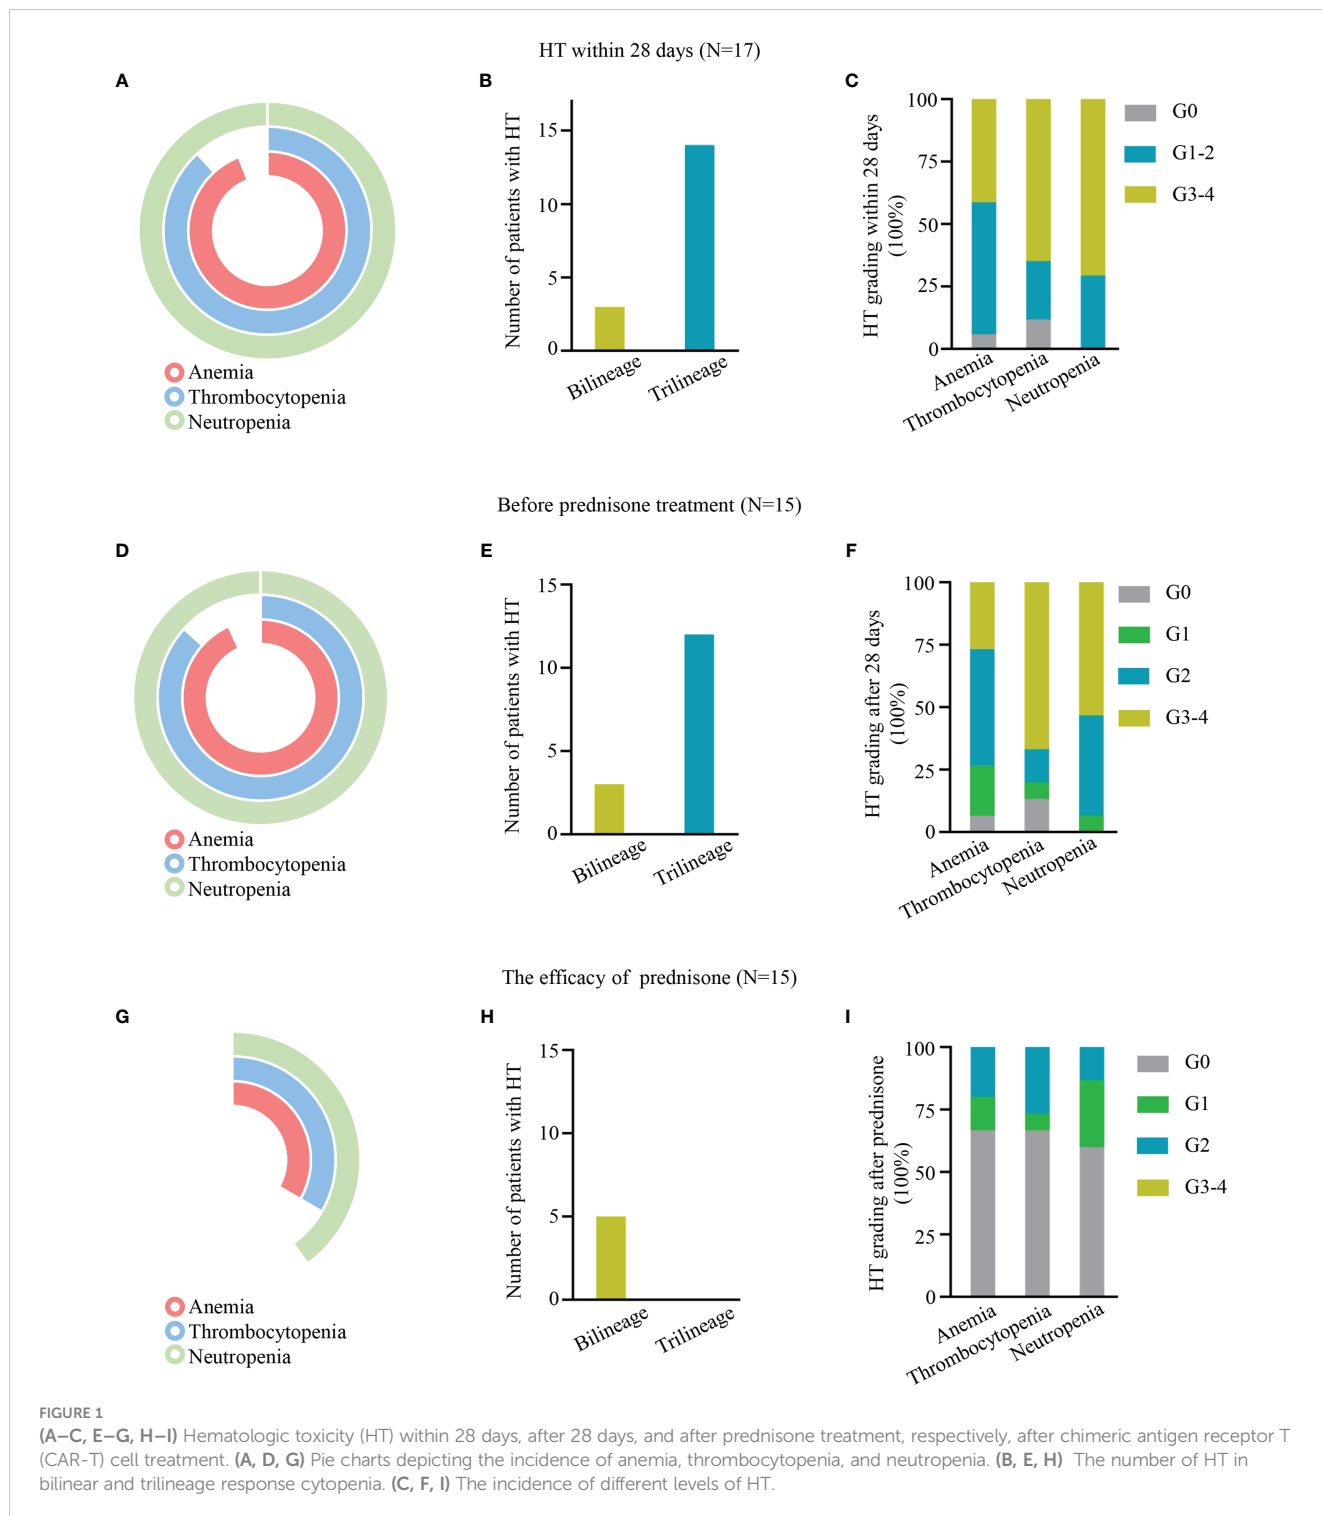 HT within 28 days (N=17)
A
B
C
Anemia
Thrombocytopenia
Neutropenia
Number of patients with HT
15
10
5
0
Bilineage
Trilineage
HT grading within 28 days
(100%)
100
75
50
25
0
Anemia
Thrombocytopenia
Neutropenia
G0
G1-2
G3-4
Before prednisone treatment (N=15)
D
E
F
Anemia
Thrombocytopenia
Neutropenia
Number of patients with HT
15
10
5
0
Bilineage
Trilineage
HT grading after 28 days
(100%)
100
75
50
25
0
Anemia
Thrombocytopenia
Neutropenia
G0
G1
G2
G3-4
The efficacy of prednisone (N=15)
G
H
I
Anemia
Thrombocytopenia
Neutropenia
Number of patients with HT
15
10
5
0
Bilineage
Trilineage
HT grading after prednisone
(100%)
100
75
50
25
0
Anemia
Thrombocytopenia
Neutropenia
G0
G1
G2
G3-4
FIGURE 1
(A–C, E–G, H–I) Hematologic toxicity (HT) within 28 days, after 28 days, and after prednisone treatment, respectively, after chimeric antigen receptor T
(CAR-T) cell treatment. (A, D, G) Pie charts depicting the incidence of anemia, thrombocytopenia, and neutropenia. (B, E, H) The number of HT in
bilinear and trilineage response cytopenia. (C, F, I) The incidence of different levels of HT.